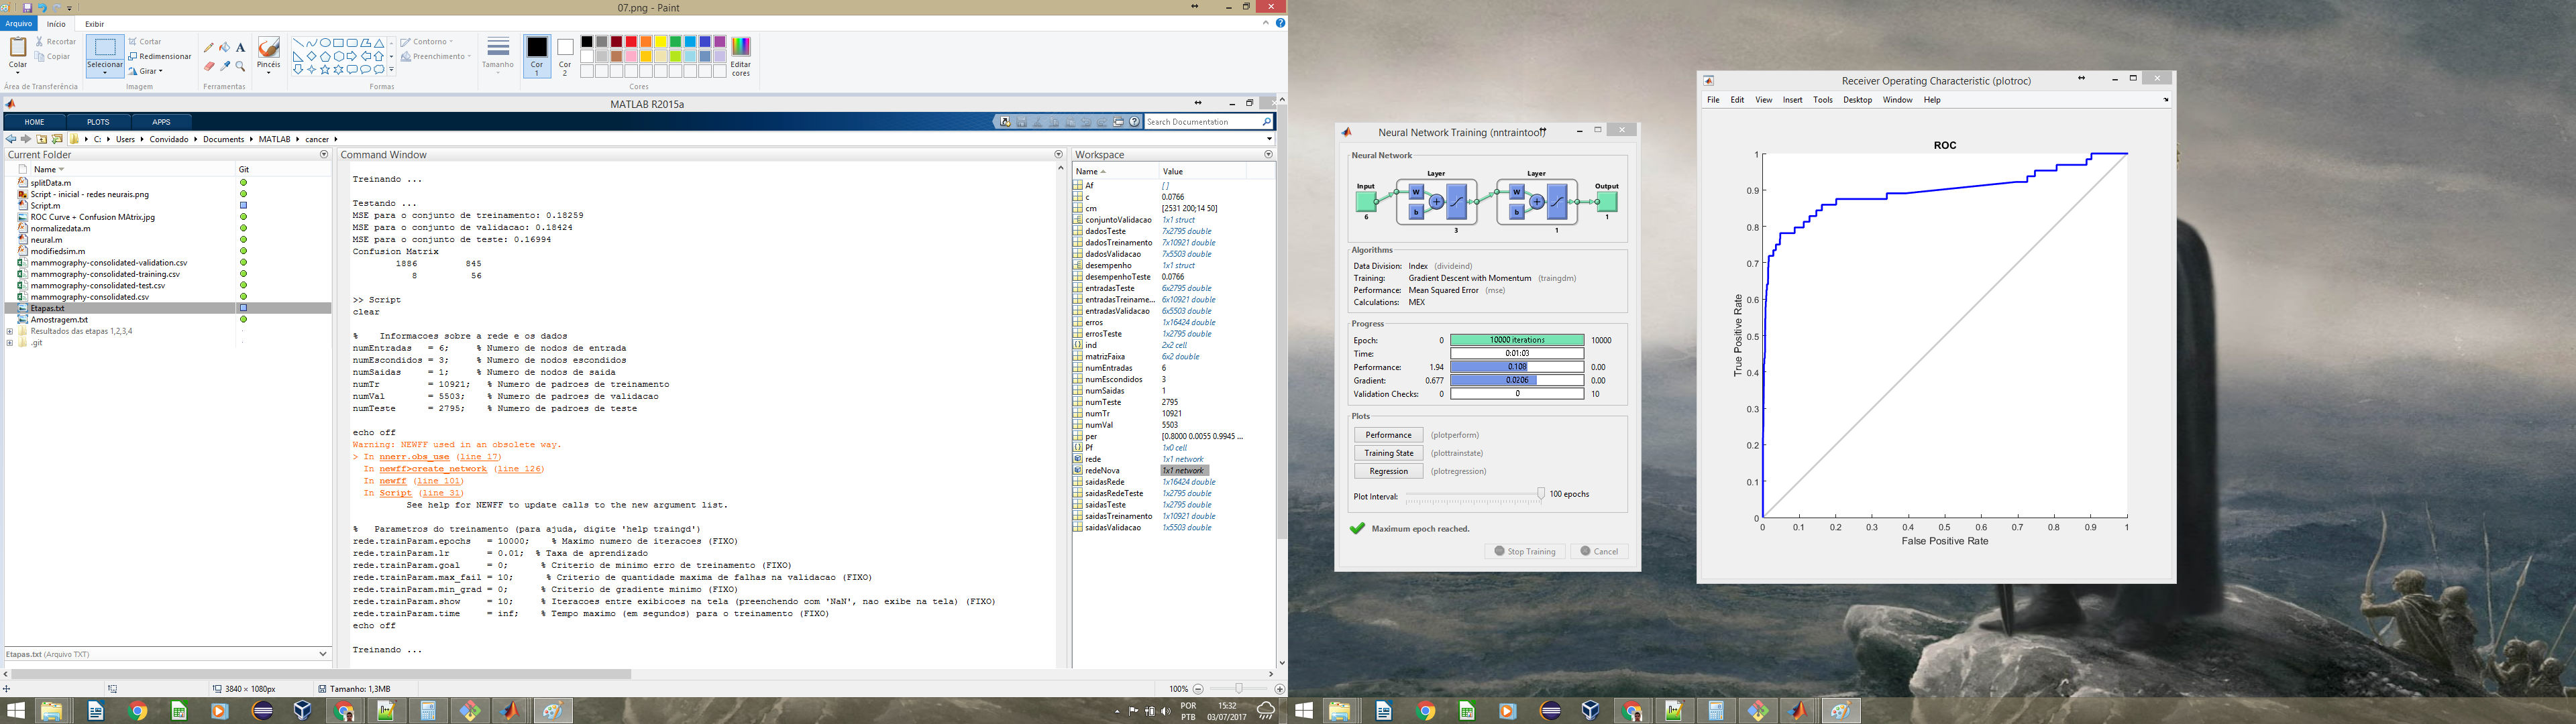 07.png - Paint
Arquivo Início Exibir
Colar
Recortar
Copiar
Área de Transferência
Selecionar
Cortar
Redimensionar
Girar
Imagem
Ferramentas
Pincéis
Contorno
Preenchimento
Formas
Tamanho
Cor 1
Cor 2
Editar cores
Cores
MATLAB R2015a
HOME PLOTS APPS
Search Documentation
C: Users Convidado Documents MATLAB cancer
Current Folder
Name Git
splitData.m
Script - inicial - redes neurais.png
Script.m
ROC Curve + Confusion MAtrix.jpg
normalizedata.m
neural.m
modifiedsim.m
mammography-consolidated-validation.csv
mammography-consolidated-training.csv
mammography-consolidated-test.csv
mammography-consolidated.csv
Etapas.txt
Amostragem.txt
Resultados das etapas 1,2,3,4
.git
Etapas.txt (Arquivo TXT)
Command Window
Treinando ...
Testando ...
MSE para o conjunto de treinamento: 0.18259
MSE para o conjunto de validacao: 0.18424
MSE para o conjunto de teste: 0.16994
Confusion Matrix
1886 845
8 56
>> Script
clear
% Informacoes sobre a rede e os dados
numEntradas = 6; % Numero de nodos de entrada
numEscondidos = 3; % Numero de nodos escondidos
numSaidas = 1; % Numero de nodos de saida
numTr = 10921; % Numero de padroes de treinamento
numVal = 5503; % Numero de padroes de validacao
numTeste = 2795; % Numero de padroes de teste
echo off
Warning: NEWFF used in an obsolete way.
> In nnerr.obs_use (line 17)
In newff>create_network (line 126)
In newff (line 101)
In Script (line 31)
See help for NEWFF to update calls to the new argument list.
% Parametros do treinamento (para ajuda, digite 'help traingd')
rede.trainParam.epochs = 10000; % Maximo numero de iteracoes (FIXO)
rede.trainParam.lr = 0.01; % Taxa de aprendizado
rede.trainParam.goal = 0; % Criterio de minimo erro de treinamento (FIXO)
rede.trainParam.max_fail = 10; % Criterio de quantidade maxima de falhas na validacao (FIXO)
rede.trainParam.min_grad = 0; % Criterio de gradiente minimo (FIXO)
rede.trainParam.show = 10; % Iteracoes entre exibicoes na tela (preenchendo com 'NaN', nao exibe na tela) (FIXO)
rede.trainParam.time = inf; % Tempo maximo (em segundos) para o treinamento (FIXO)
echo off
Treinando ...
Workspace
Name Value
Af [ ]
c 0.0766
cm [2531 200;14 50]
conjuntoValidacao 1x1 struct
dadosTeste 7x2795 double
dadosTreinamento 7x10921 double
dadosValidacao 7x5503 double
desempenho 1x1 struct
desempenhoTeste 0.0766
entradasTeste 6x2795 double
entradasTreiname... 6x10921 double
entradasValidacao 6x5503 double
erros 1x16424 double
errosTeste 1x2795 double
ind 2x2 cell
matrizFaixa 6x2 double
numEntradas 6
numEscondidos 3
numSaidas 1
numTeste 2795
numTr 10921
numVal 5503
per [0.8000 0.0055 0.9945 ...
Pf 1x0 cell
rede 1x1 network
redeNova 1x1 network
saidasRede 1x16424 double
saidasRedeTeste 1x2795 double
saidasTeste 1x2795 double
saidasTreinamento 1x10921 double
saidasValidacao 1x5503 double
3840 × 1080px
Tamanho: 1,3MB
100%
POR
PTB
15:32
03/07/2017
Neural Network Training (nntraintool)
Neural Network
Layer Layer
Input Output
W W
b b
6 3 1 1
Algorithms
Data Division: Index (divideind)
Training: Gradient Descent with Momentum (traingdm)
Performance: Mean Squared Error (mse)
Calculations: MEX
Progress
Epoch: 0 10000 iterations 10000
Time: 0:01:03
Performance: 1.94 0.108 0.00
Gradient: 0.677 0.0206 0.00
Validation Checks: 0 0 10
Plots
Performance (plotperform)
Training State (plottrainstate)
Regression (plotregression)
Plot Interval: 100 epochs
Maximum epoch reached.
Stop Training Cancel
Receiver Operating Characteristic (plotroc)
File Edit View Insert Tools Desktop Window Help
ROC
1
0.9
0.8
0.7
0.6
0.5
0.4
0.3
0.2
0.1
0
True Positive Rate
0 0.1 0.2 0.3 0.4 0.5 0.6 0.7 0.8 0.9 1
False Positive Rate